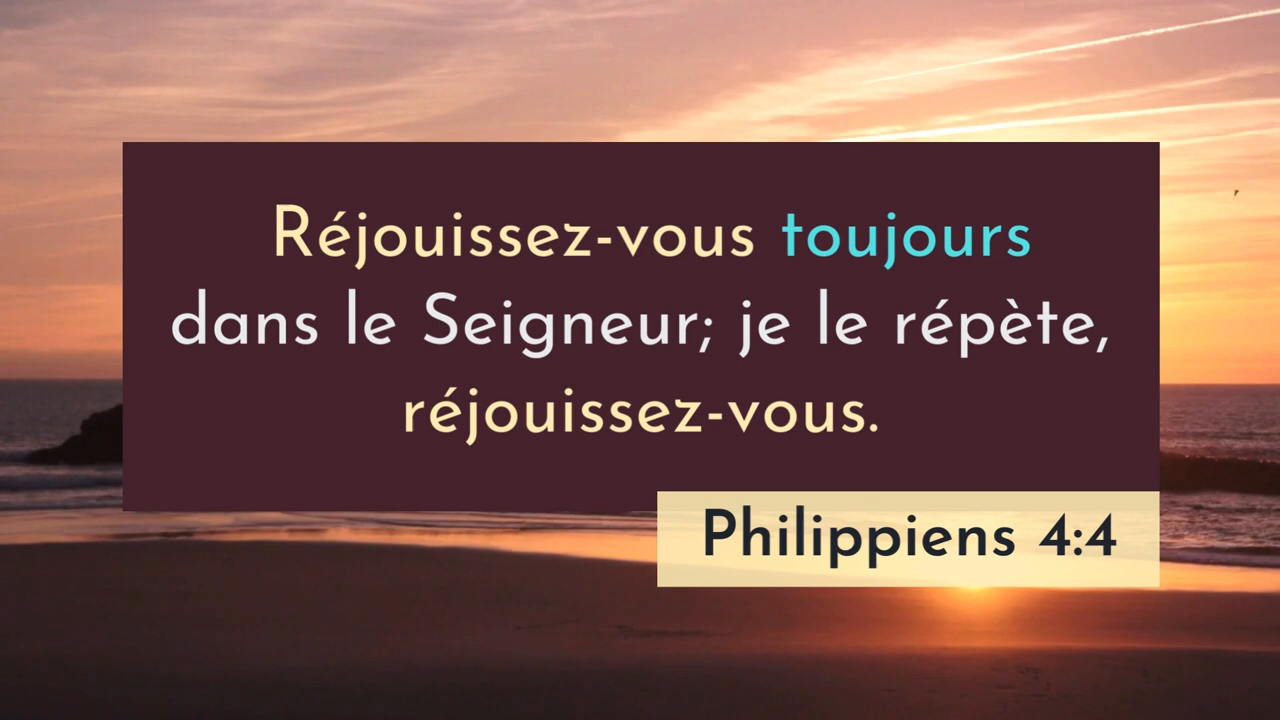 Réjouissez-vous toujours
dans le Seigneur; je le répète,
réjouissez-vous.
Philippiens 4:4